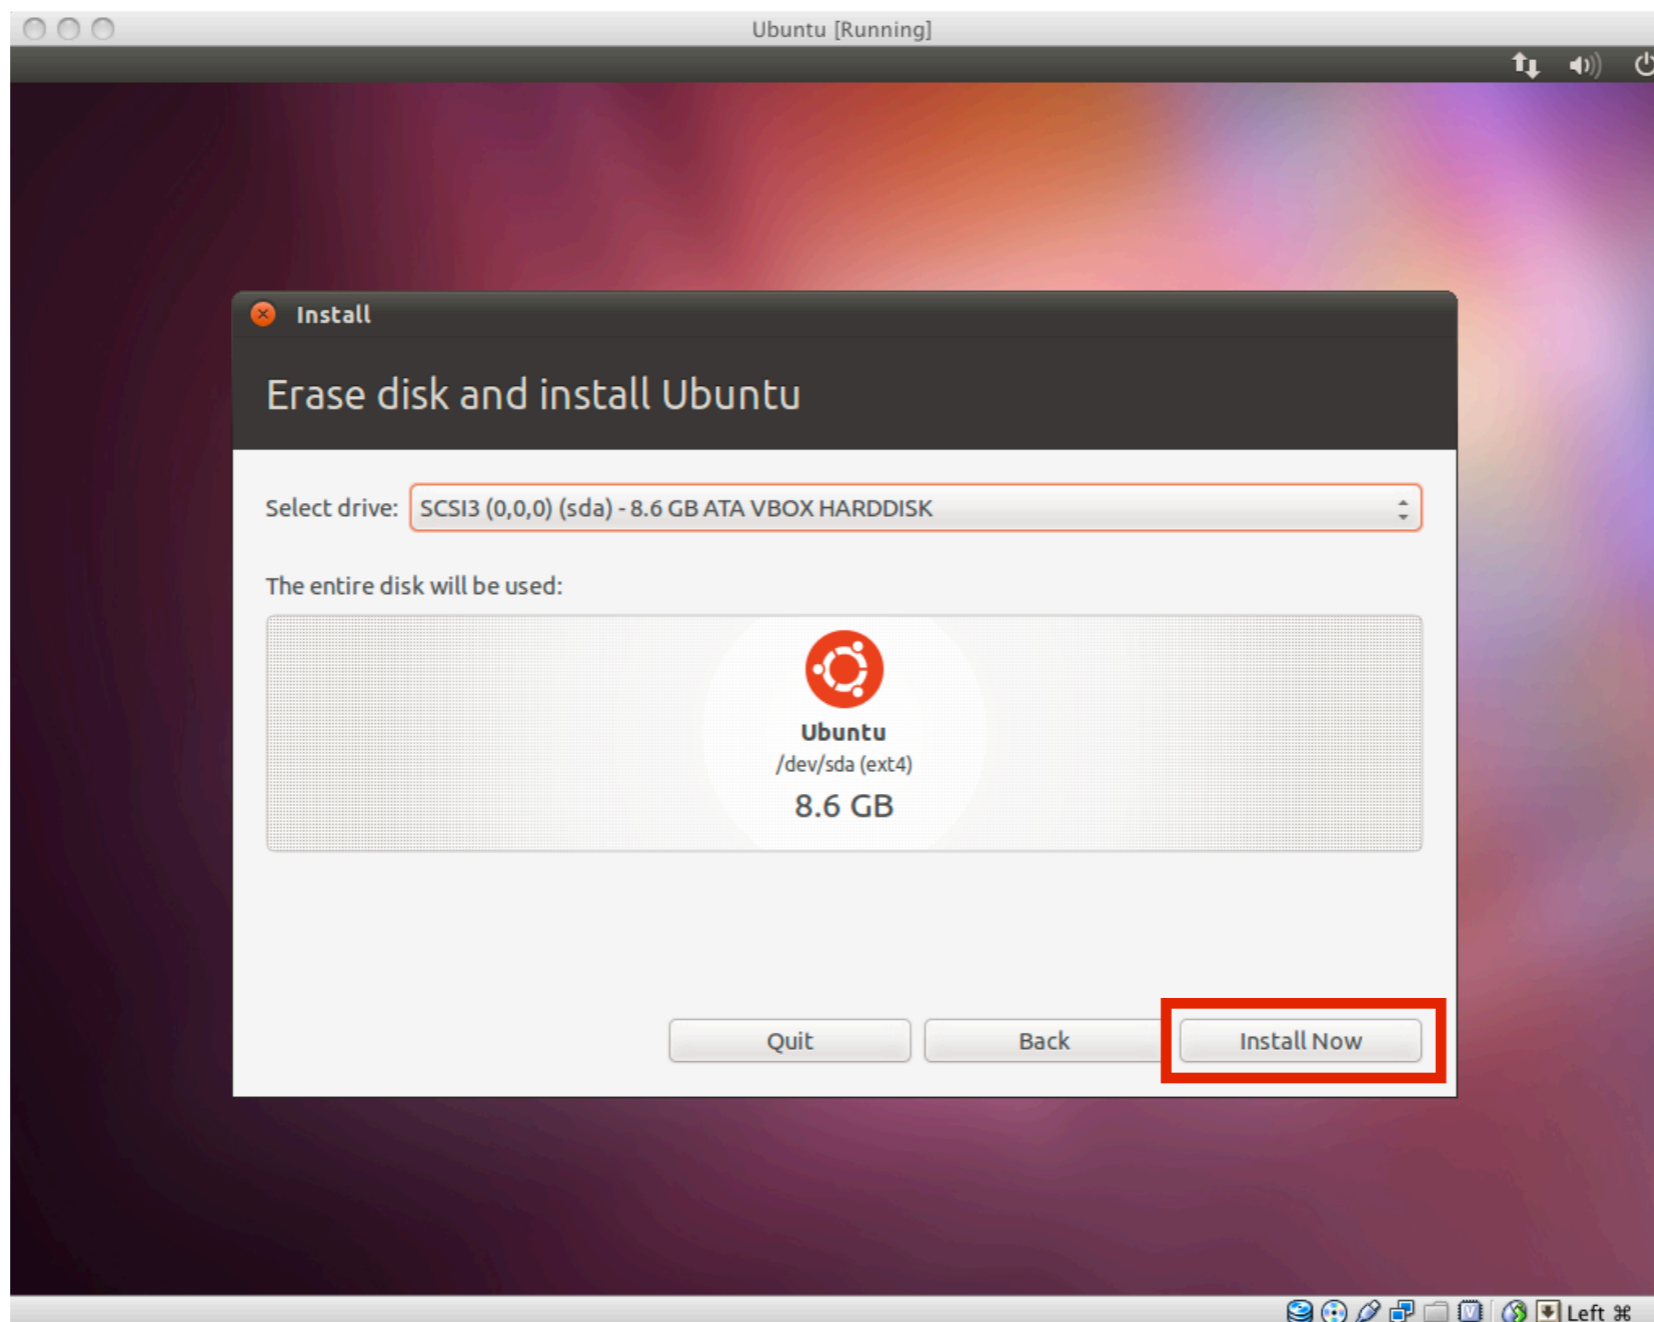 Ubuntu [Running]
Install
Erase disk and install Ubuntu
Select drive: SCSI3 (0,0,0) (sda) - 8.6 GB ATA VBOX HARDDISK
The entire disk will be used:
Ubuntu
/dev/sda (ext4)
8.6 GB
Quit Back Install Now
Left ⌘